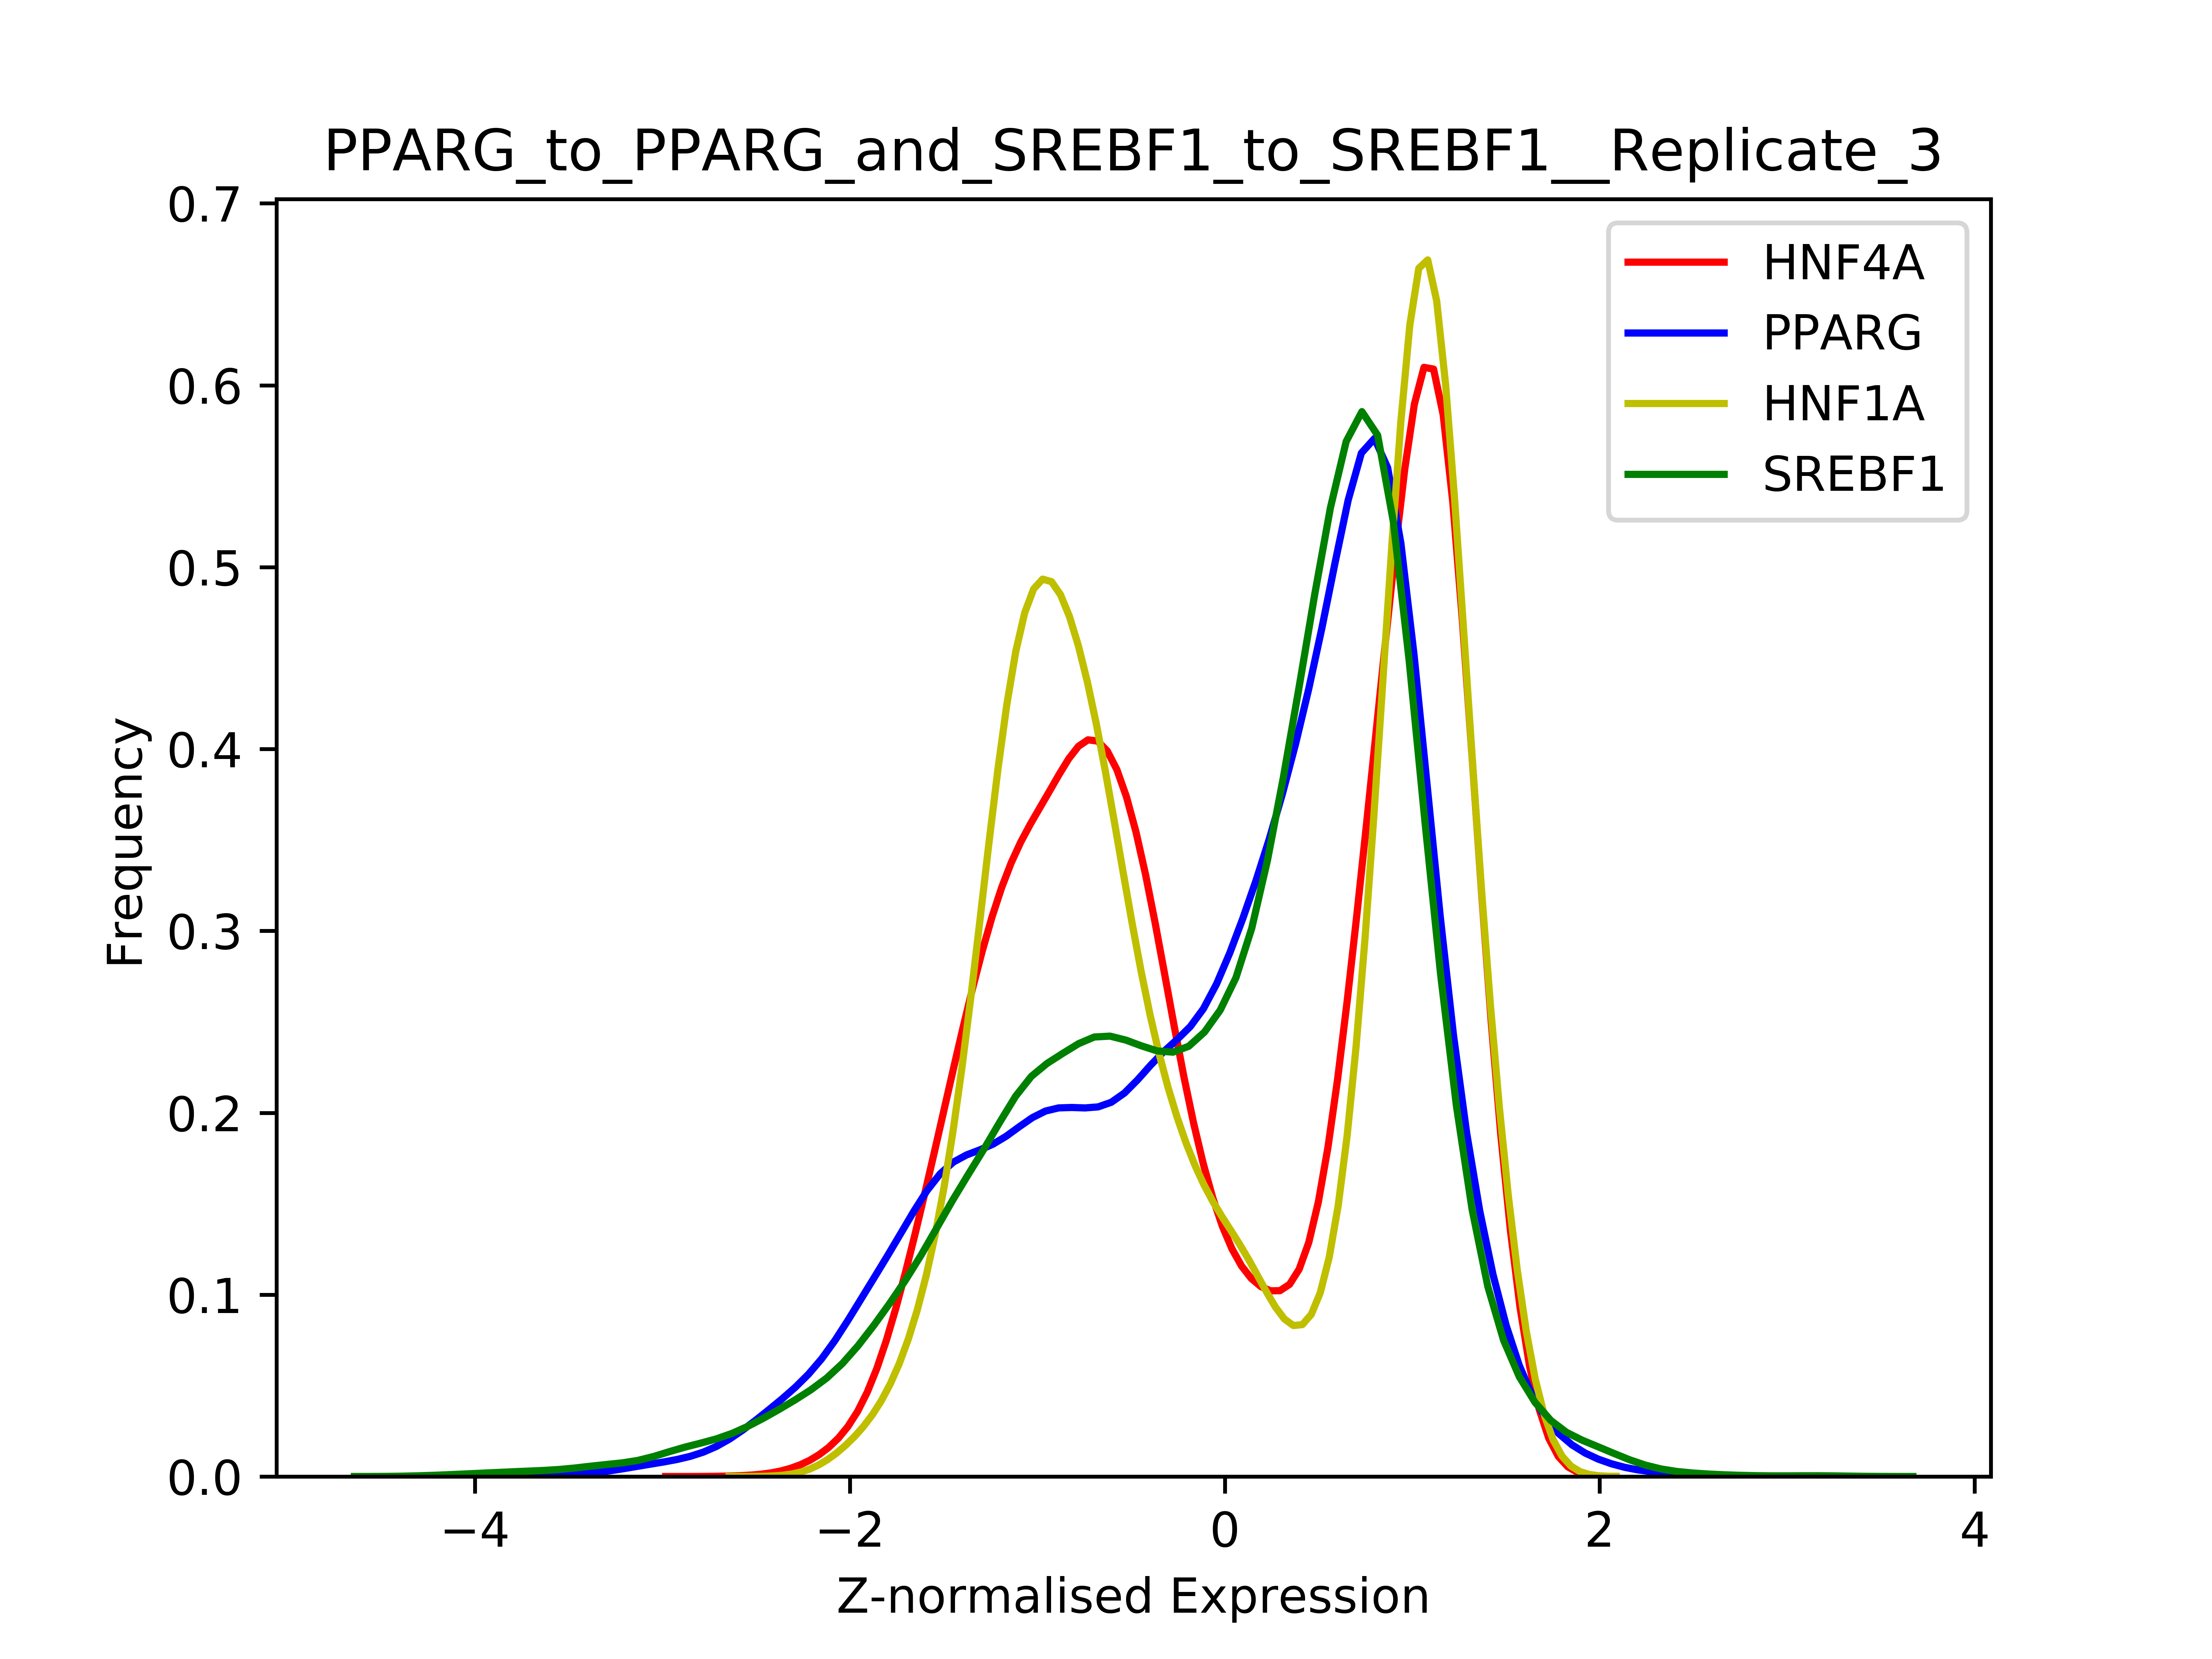 PPARG_to_PPARG_and_SREBF1_to_SREBF1__Replicate_3
0.7
0.6
0.5
0.4
0.3
0.2
0.1
0.0
Frequency
HNF4A
PPARG
HNF1A
SREBF1
−4
−2
0
2
4
Z-normalised Expression